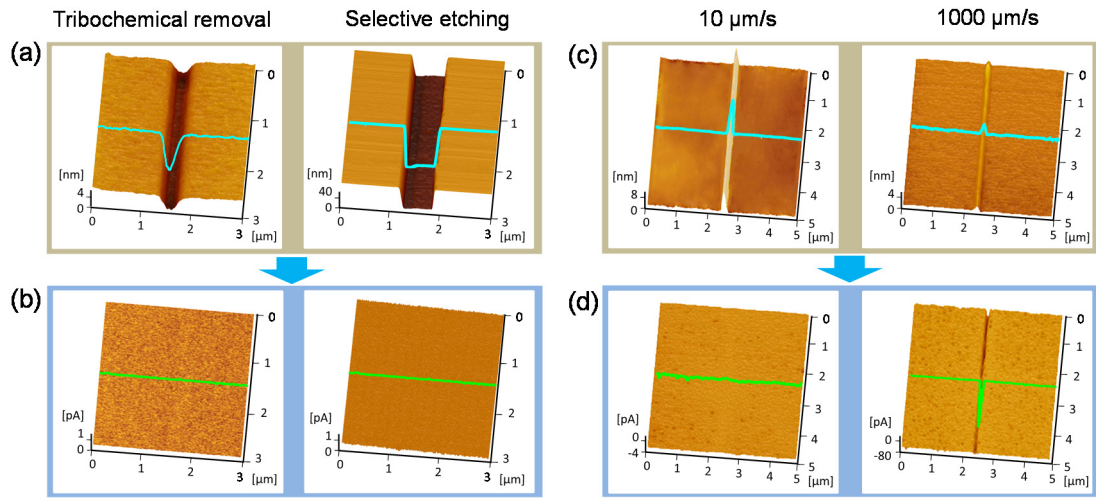 Tribochemical removal Selective etching 10 µm/s 1000 µm/s
(a) (c)
0 0 0 0
1 1 1 1
2 2
[nm] [nm] 3 3
2 2 [nm] [nm]
4 40 8 4 4 4
0 0 0 0
3 3 5 5
0 1 2 3 [µm] 0 1 2 3 [µm] 0 1 2 3 4 5 [µm] 0 1 2 3 4 5 [µm]
(b) (d)
0 0 0 0
1 1 1 1
2 2
[pA] [pA] 2 2 3 3
[pA] [pA]
1 1 0 0 4 4
0 0 -4 -80
3 3 5 5
0 1 2 3 [µm] 0 1 2 3 [µm] 0 1 2 3 4 5 [µm] 0 1 2 3 4 5 [µm]